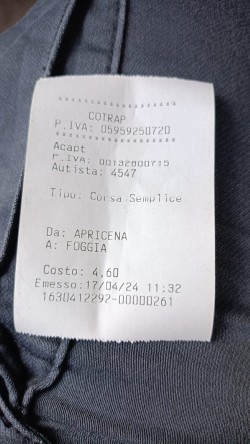 ********************
COTRAP
P.IVA: 05959250720
********************
Acapt
P.IVA: 00132600715
Autista: 4547
Tipo: Corsa Semplice
Da: APRICENA
A: FOGGIA
Costo: 4,60
Emesso:17/04/24 11:32
1630412292-00000261